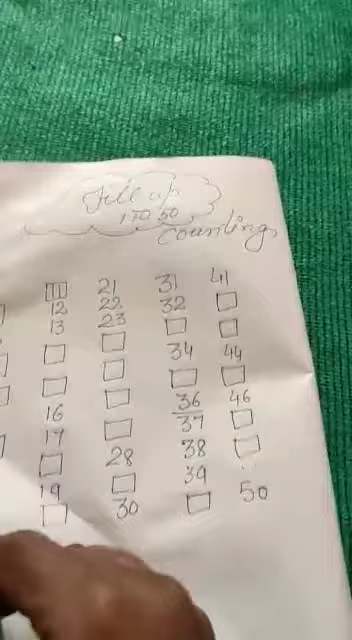 Fill up
1 TO 50
Counting
11 21 31 41
12 22 32
13 23
34 44
16 36 46
17 37
28 38
19 39
30 50